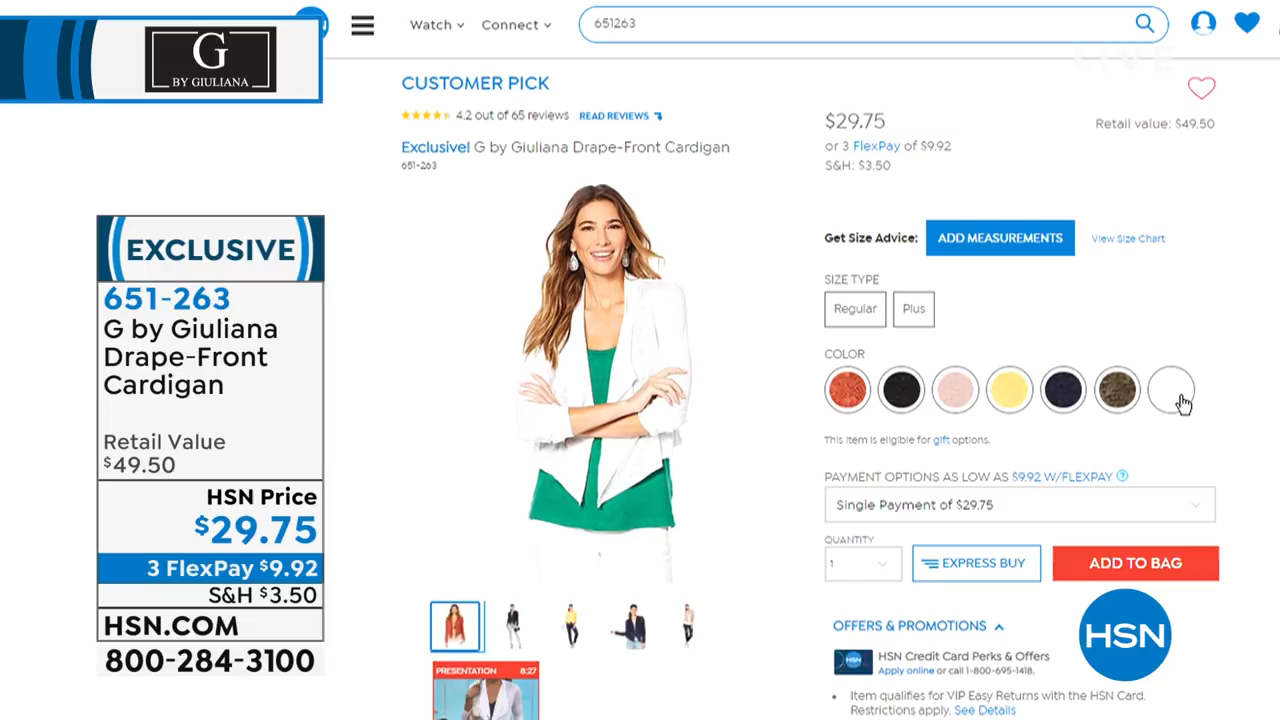 G
BY GIULIANA
Watch
Connect
651263
LIVE
CUSTOMER PICK
4.2 out of 65 reviews READ REVIEWS
Exclusive! G by Giuliana Drape-Front Cardigan
651-263
$29.75
Retail value: $49.50
or 3 FlexPay of $9.92
S&H: $3.50
Get Size Advice: ADD MEASUREMENTS View Size Chart
SIZE TYPE
Regular Plus
COLOR
This item is eligible for gift options.
PAYMENT OPTIONS AS LOW AS $9.92 W/FLEXPAY ?
Single Payment of $29.75
QUANTITY
1
EXPRESS BUY
ADD TO BAG
OFFERS & PROMOTIONS
HSN
HSN
HSN Credit Card Perks & Offers
Apply online or call 1-800-695-1418.
• Item qualifies for VIP Easy Returns with the HSN Card.
Restrictions apply. See Details
PRESENTATION 8:27
EXCLUSIVE
651-263
G by Giuliana
Drape-Front
Cardigan
Retail Value
$49.50
HSN Price
$29.75
3 FlexPay $9.92
S&H $3.50
HSN.COM
800-284-3100